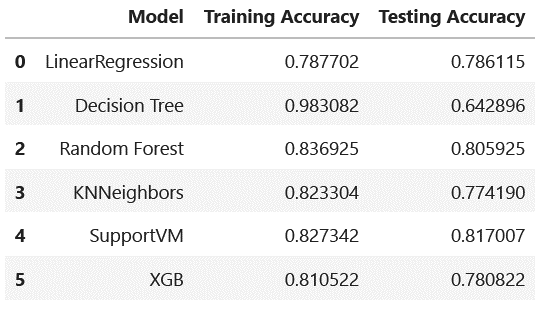 Model Training Accuracy Testing Accuracy
0 LinearRegression 0.787702 0.786115
1 Decision Tree 0.983082 0.642896
2 Random Forest 0.836925 0.805925
3 KNNeighbors 0.823304 0.774190
4 SupportVM 0.827342 0.817007
5 XGB 0.810522 0.780822